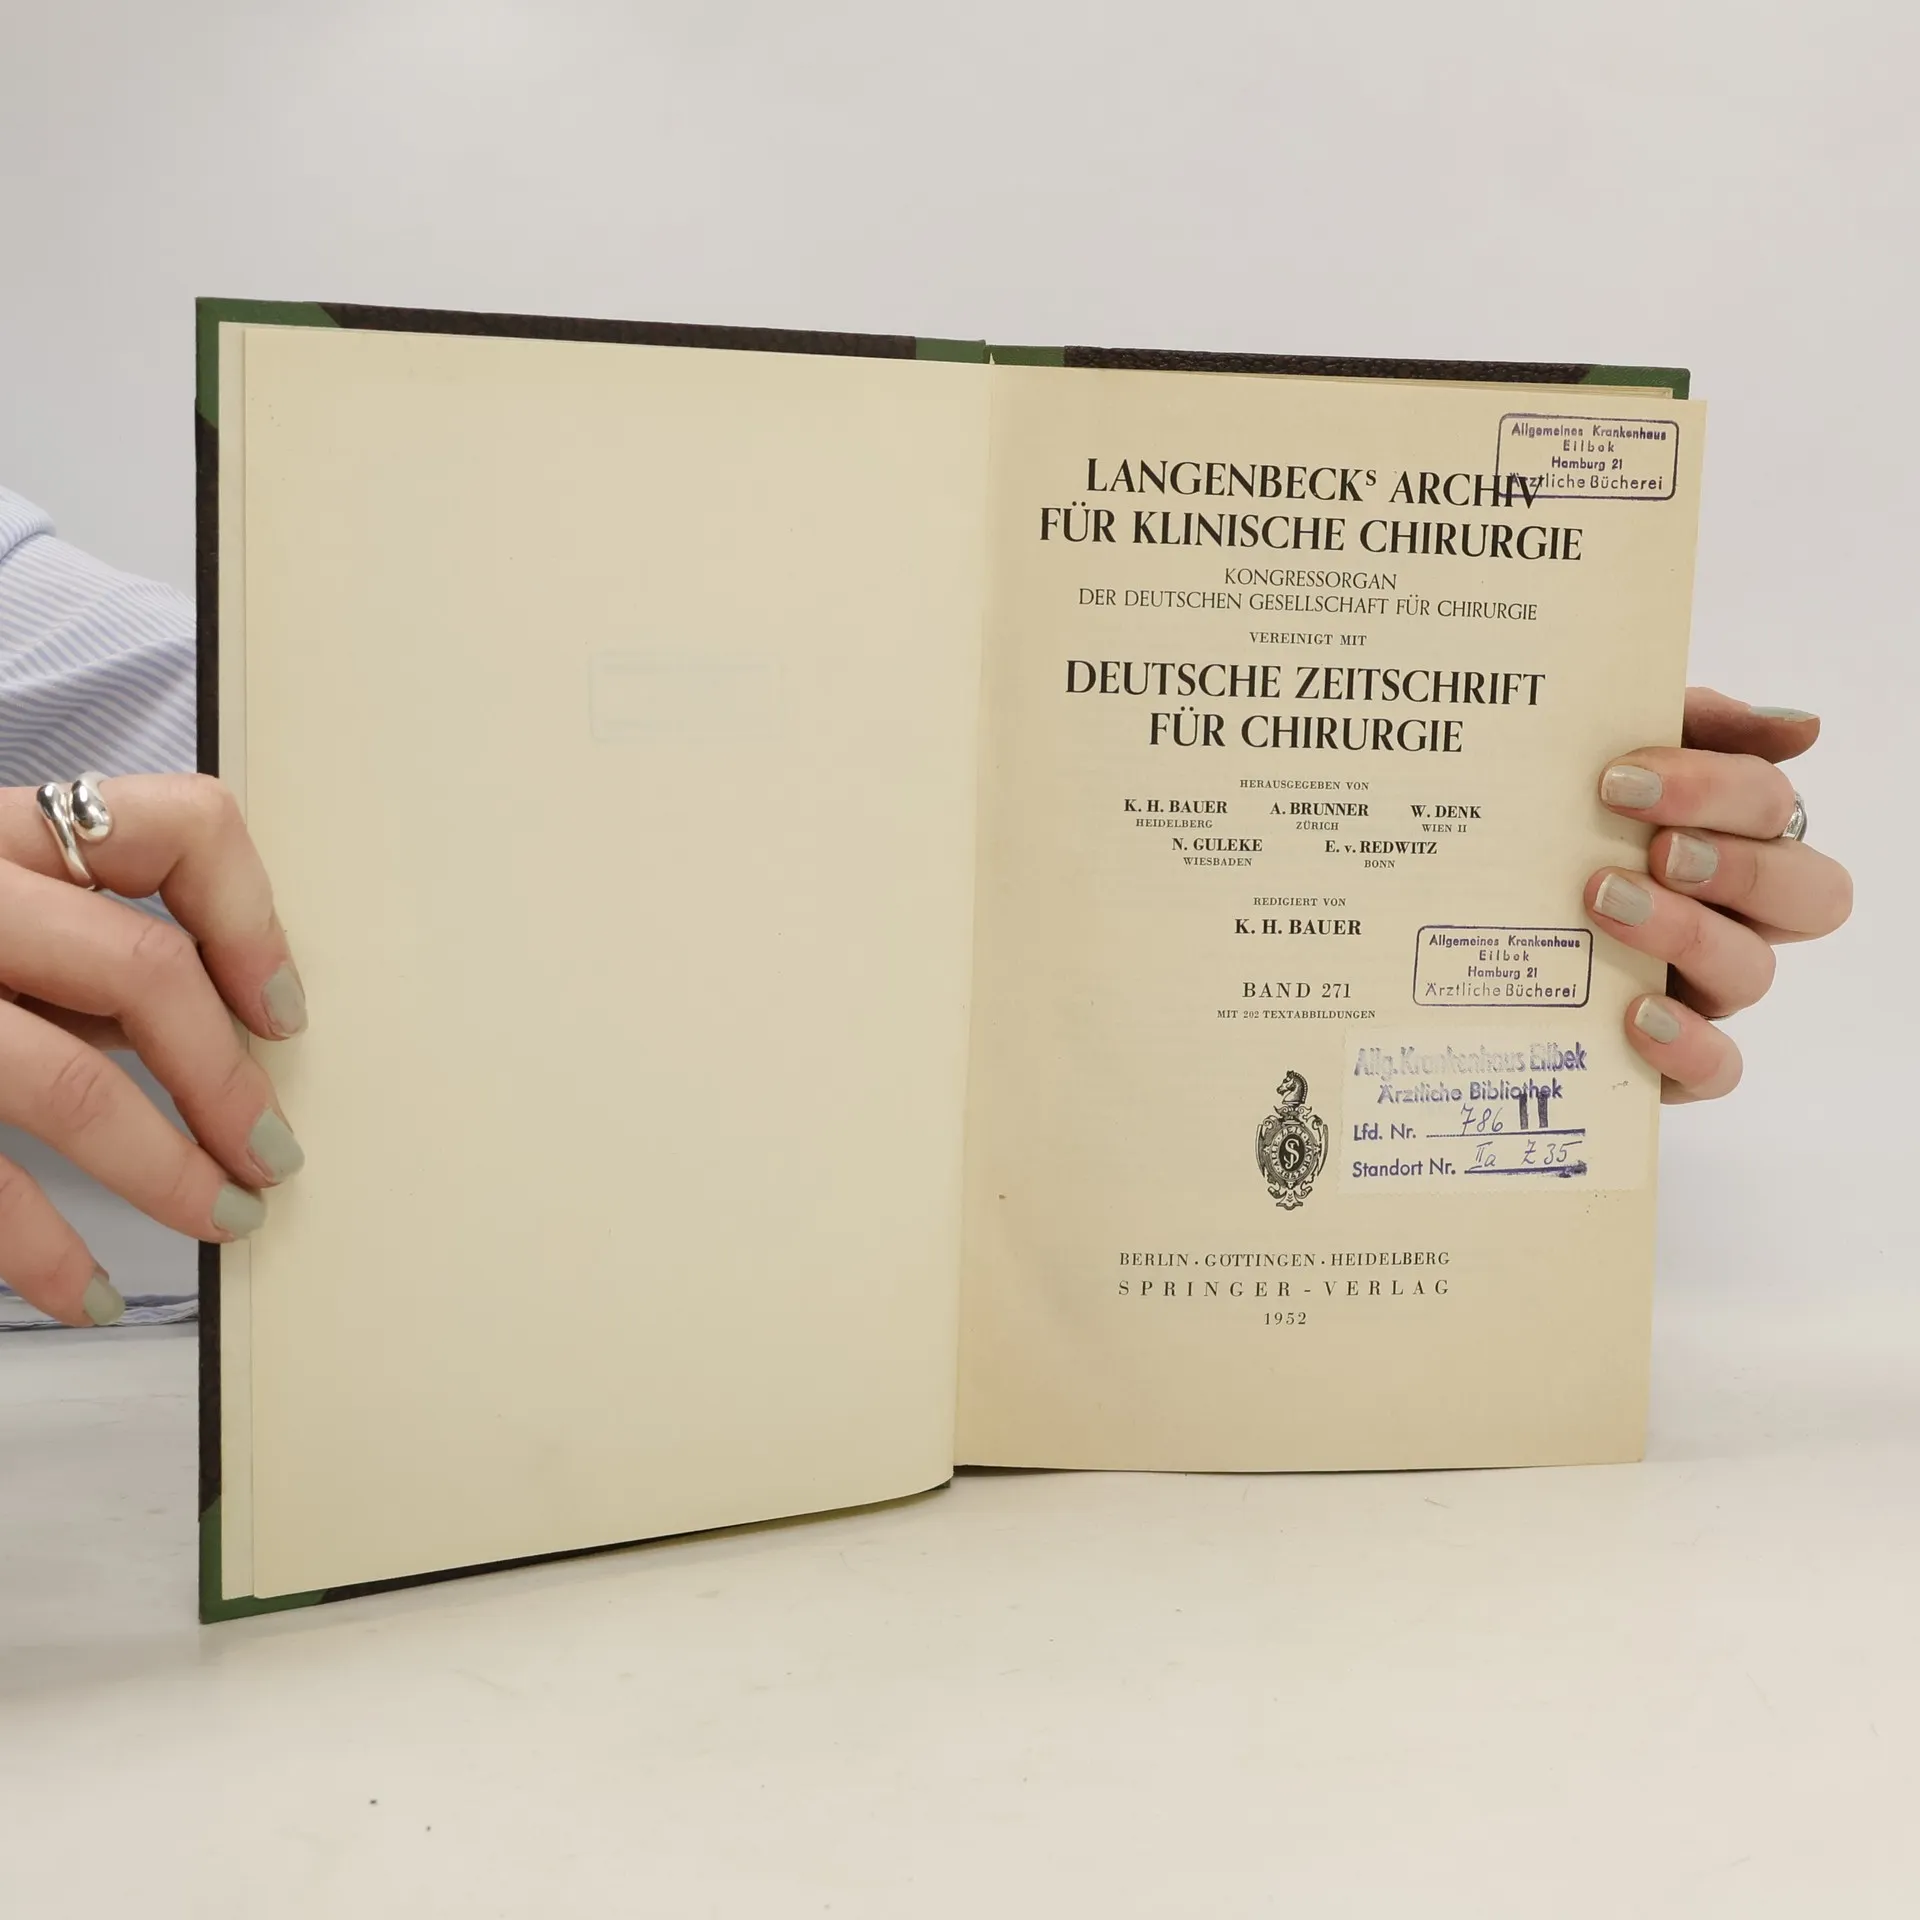 Allgemeines Krankenhaus
Eilbek
Hamburg 21
Ärztliche Bücherei
LANGENBECKS ARCHIV
FÜR KLINISCHE CHIRURGIE
KONGRESSORGAN
DER DEUTSCHEN GESELLSCHAFT FÜR CHIRURGIE
VEREINIGT MIT
DEUTSCHE ZEITSCHRIFT
FÜR CHIRURGIE
HERAUSGEGEBEN VON
K. H. BAUER A. BRUNNER W. DENK
HEIDELBERG ZÜRICH WIEN II
N. GULEKE E. v. REDWITZ
WIESBADEN BONN
REDIGIERT VON
K. H. BAUER
Allgemeines Krankenhaus
Eilbek
Hamburg 21
Ärztliche Bücherei
BAND 271
MIT 202 TEXTABBILDUNGEN
Allg. Krankenhaus Eilbek
Ärztliche Bibliothek
Lfd. Nr. 786 II
Standort Nr. IIa Z 35
BERLIN · GÖTTINGEN · HEIDELBERG
SPRINGER-VERLAG
1952